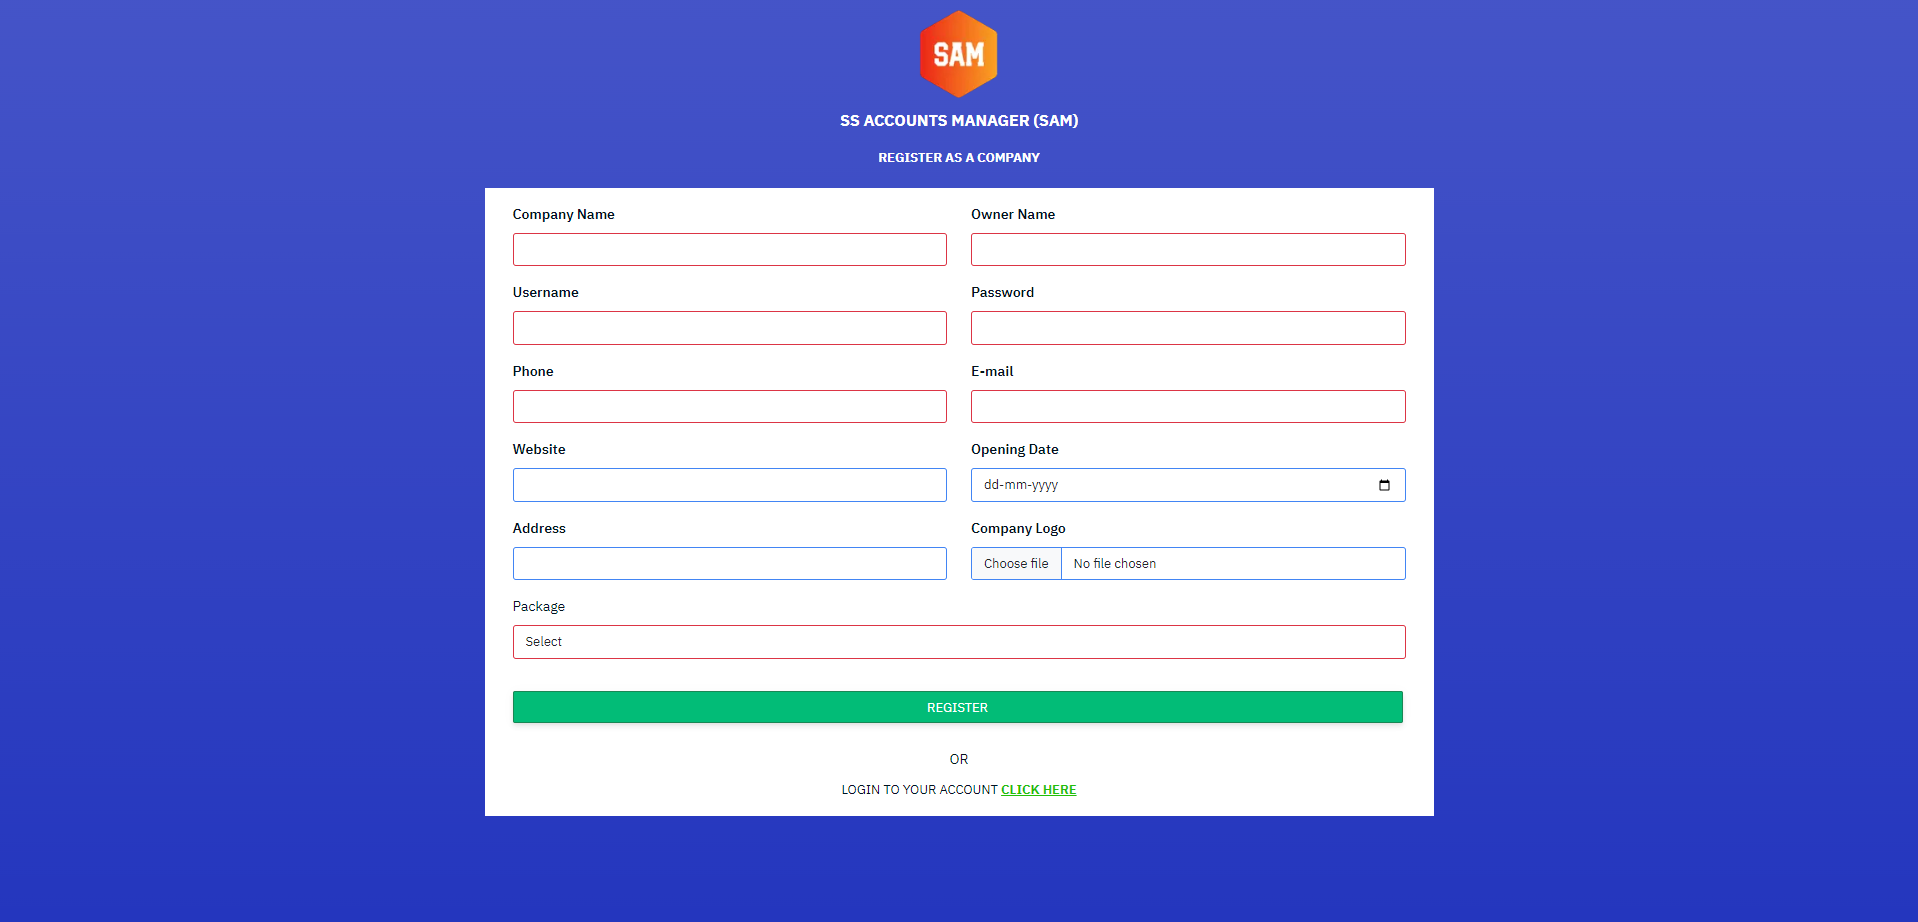 SAM
SS ACCOUNTS MANAGER (SAM)
REGISTER AS A COMPANY
Company Name
Owner Name
Username
Password
Phone
E-mail
Website
Opening Date
dd-mm-yyyy
Address
Company Logo
Choose file No file chosen
Package
Select
REGISTER
OR
LOGIN TO YOUR ACCOUNT CLICK HERE